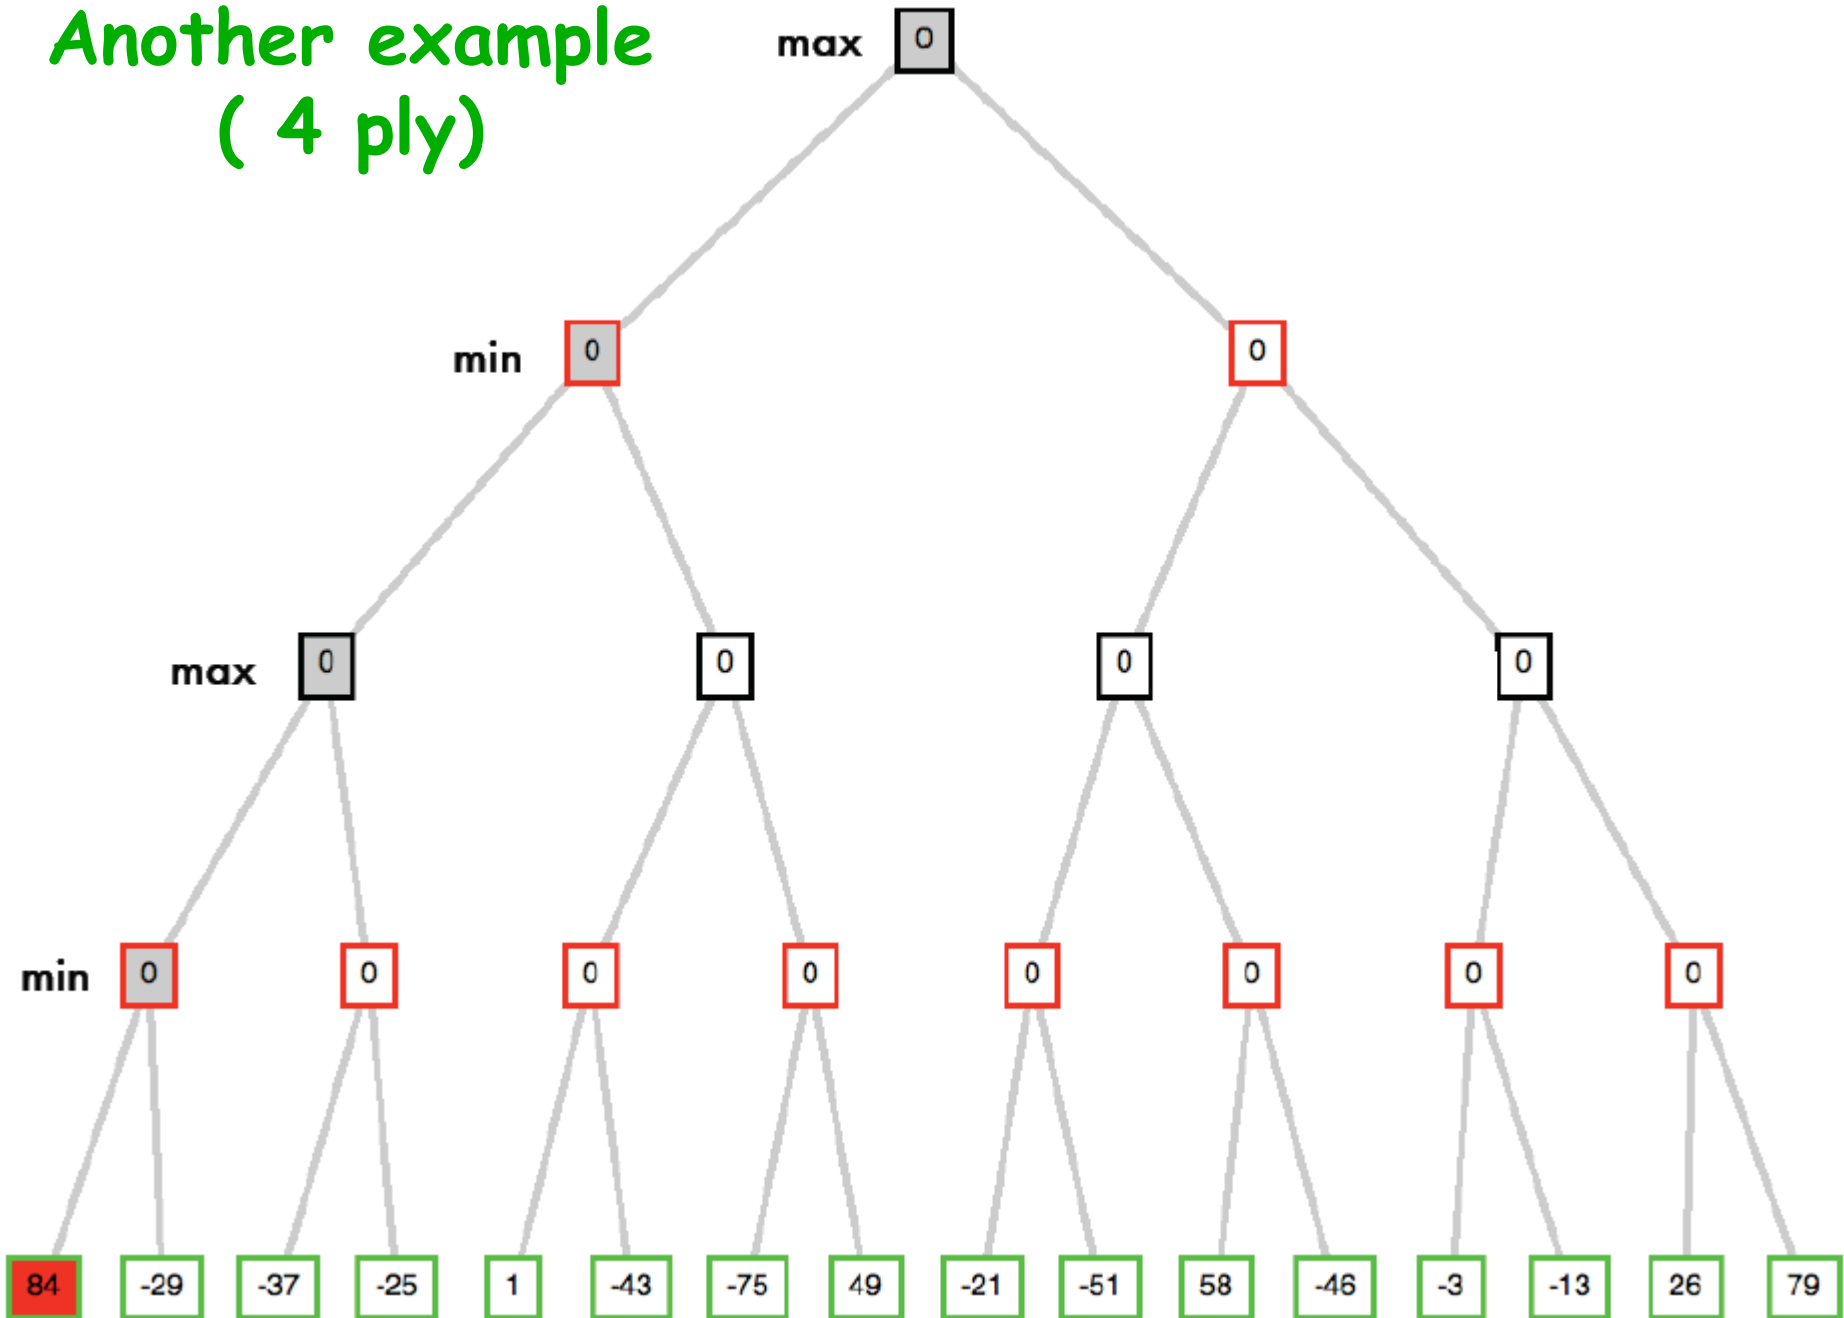 Another example
( 4 ply)
max 0
min 0 0
max 0 0 0 0
min 0 0 0 0 0 0 0 0
84 -29 -37 -25 1 -43 -75 49 -21 -51 58 -46 -3 -13 26 79